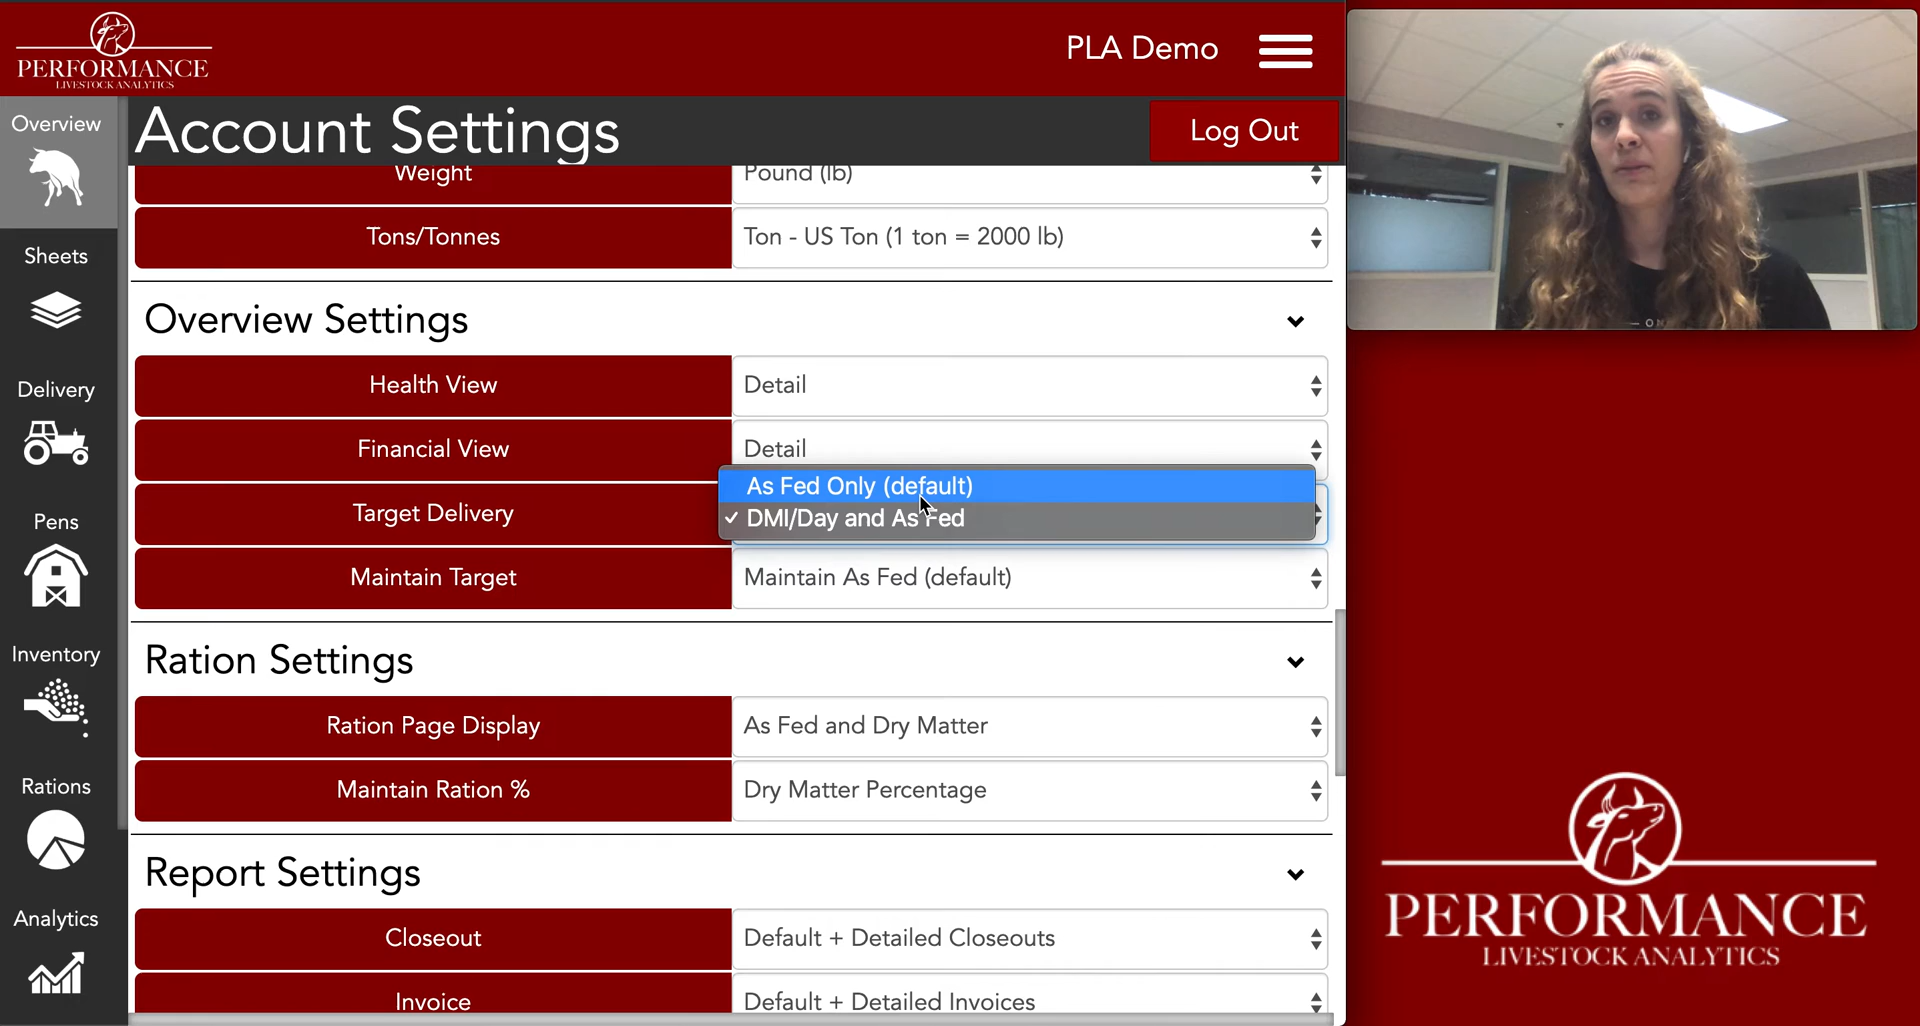 PERFORMANCE
LIVESTOCK ANALYTICS
PLA Demo
Account Settings
Log Out
Overview
Sheets
Delivery
Pens
Inventory
Rations
Analytics
Weight
Pound (lb)
Tons/Tonnes
Ton - US Ton (1 ton = 2000 lb)
Overview Settings
Health View
Detail
Financial View
Detail
Target Delivery
As Fed Only (default)
✓ DMI/Day and As Fed
Maintain Target
Maintain As Fed (default)
Ration Settings
Ration Page Display
As Fed and Dry Matter
Maintain Ration %
Dry Matter Percentage
Report Settings
Closeout
Default + Detailed Closeouts
Invoice
Default + Detailed Invoices
— ON
PERFORMANCE
LIVESTOCK ANALYTICS